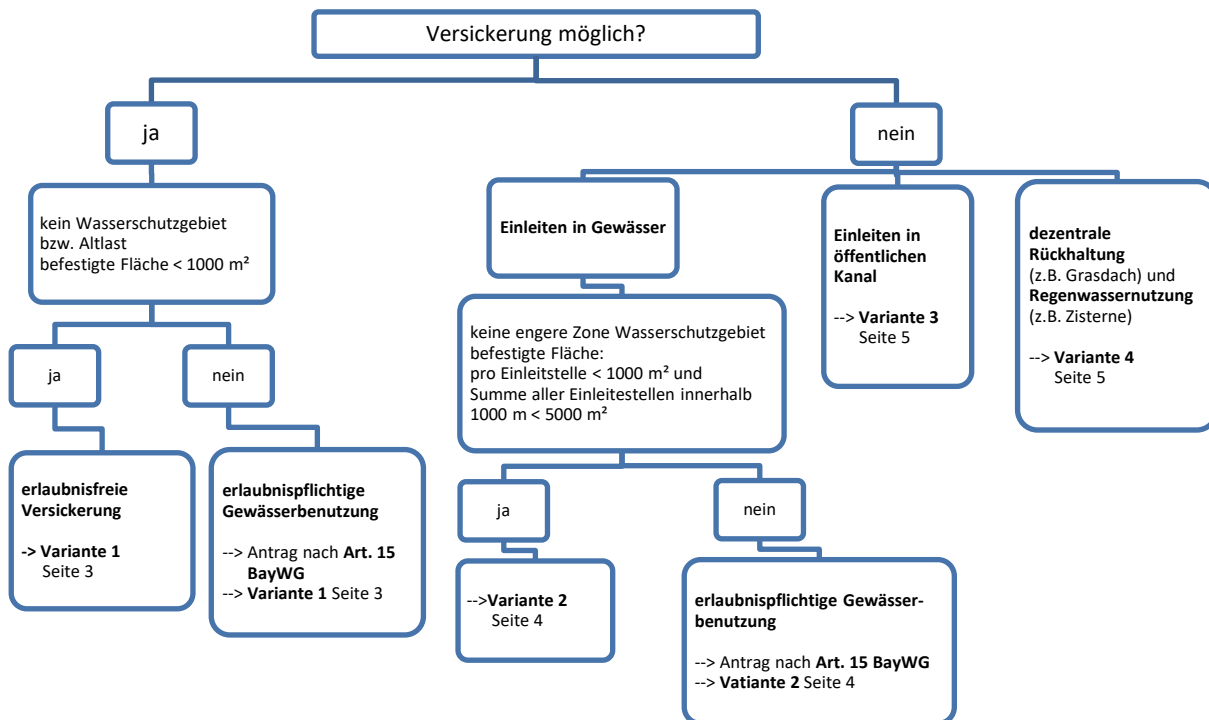 Versickerung möglich?
ja
nein
kein Wasserschutzgebiet
bzw. Altlast
befestigte Fläche < 1000 m²
ja
nein
erlaubnisfreie
Versickerung
-> Variante 1
Seite 3
erlaubnispflichtige
Gewässerbenutzung
--> Antrag nach Art. 15
BayWG
--> Variante 1 Seite 3
Einleiten in Gewässer
keine engere Zone Wasserschutzgebiet
befestigte Fläche:
pro Einleitstelle < 1000 m² und
Summe aller Einleitestellen innerhalb
1000 m < 5000 m²
ja
nein
-->Variante 2
Seite 4
erlaubnispflichtige Gewässer-
benutzung
--> Antrag nach Art. 15 BayWG
--> Vatiante 2 Seite 4
Einleiten in
öffentlichen
Kanal
--> Variante 3
Seite 5
dezentrale
Rückhaltung
(z.B. Grasdach) und
Regenwassernutzung
(z.B. Zisterne)
--> Variante 4
Seite 5